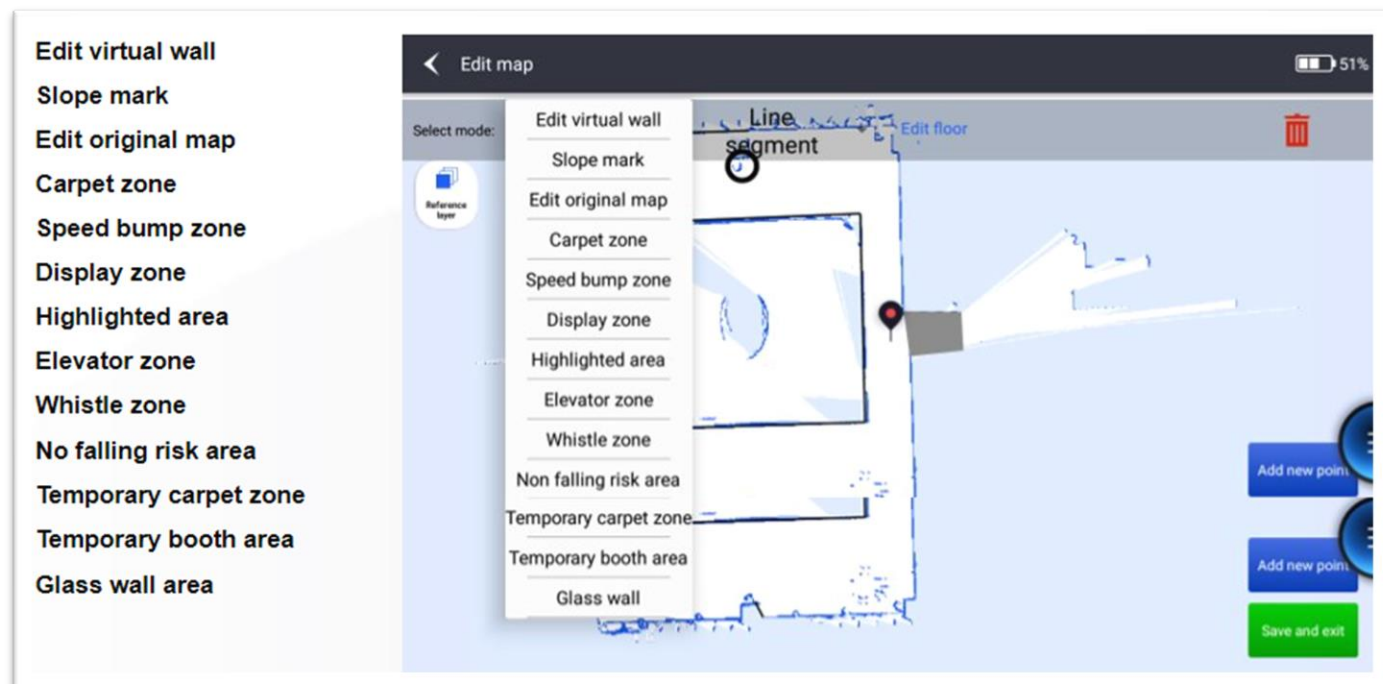 Edit virtual wall
Slope mark
Edit original map
Carpet zone
Speed bump zone
Display zone
Highlighted area
Elevator zone
Whistle zone
No falling risk area
Temporary carpet zone
Temporary booth area
Glass wall area
Edit map
51%
Select mode:
Line
segment
Edit floor
Reference
layer
Edit virtual wall
Slope mark
Edit original map
Carpet zone
Speed bump zone
Display zone
Highlighted area
Elevator zone
Whistle zone
Non falling risk area
Temporary carpet zone
Temporary booth area
Glass wall
Add new point
Add new point
Save and exit